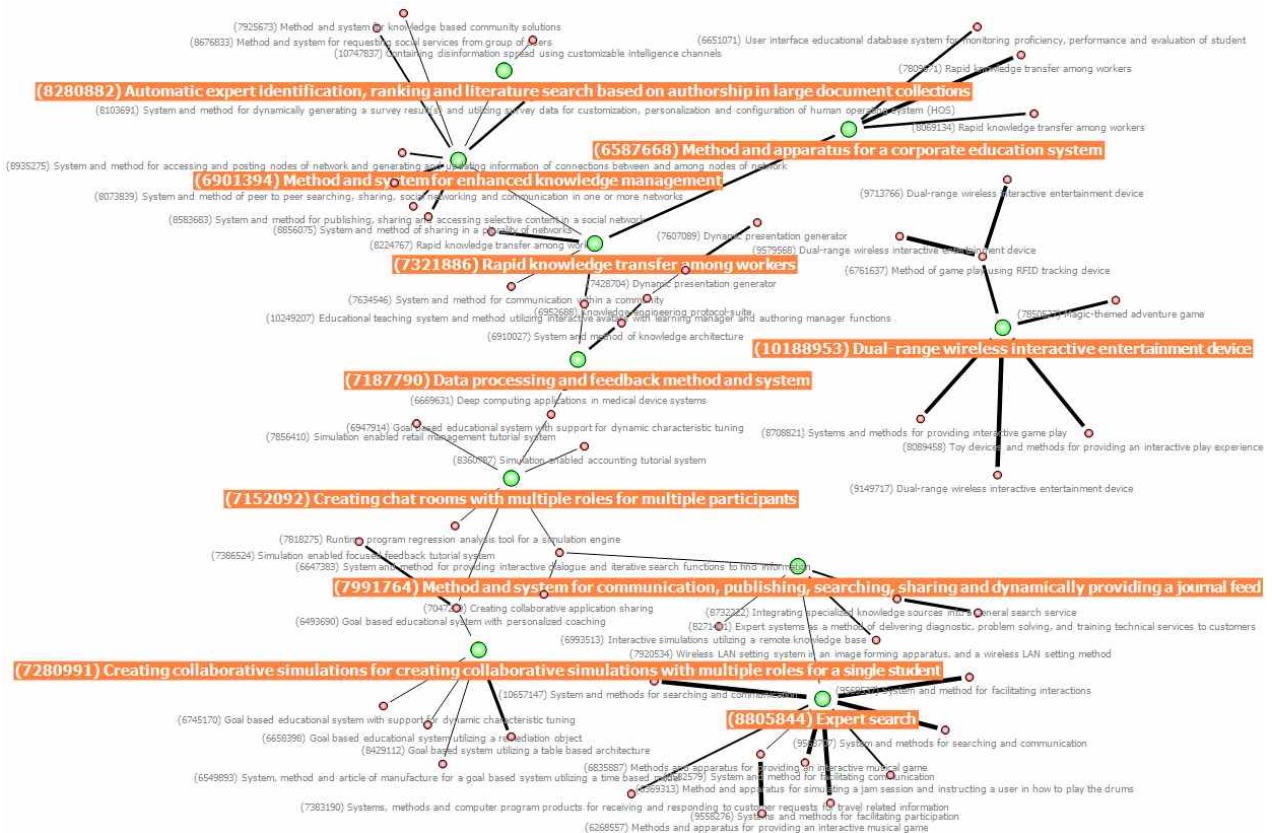 (7925673) Method and system for knowledge based community solutions
(8676833) Method and system for requesting social services from group of users
(10747837) Containing disinformation spread using customizable intelligence channels
(6651071) User interface educational database system for monitoring proficiency, performance and evaluation of student
(7809671) Rapid knowledge transfer among workers
(8280882) Automatic expert identification, ranking and literature search based on authorship in large document collections
(8103691) System and method for dynamically generating a survey result(s) and utilizing survey data for customization, personalization and configuration of human operating system (HOS)
(8069134) Rapid knowledge transfer among workers
(6587668) Method and apparatus for a corporate education system
(8935275) System and method for accessing and posting nodes of network and generating and updating information of connections between and among nodes of network
(6901394) Method and system for enhanced knowledge management
(8073839) System and method of peer to peer searching, sharing, social networking and communication in one or more networks
(9713766) Dual-range wireless interactive entertainment device
(8583683) System and method for publishing, sharing and accessing selective content in a social network
(8856075) System and method of sharing in a plurality of networks
(7607089) Dynamic presentation generator
(8224767) Rapid knowledge transfer among
(9579568) Dual-range wireless interactive entertainment device
(7321886) Rapid knowledge transfer among workers
(6761637) Method of game play using RFID tracking device
(7428704) Dynamic presentation generator
(7634546) System and method for communication within a community
(6952688) Knowledge engineering protocol-suite
(7850527) Magic-themed adventure game
(10249207) Educational teaching system and method utilizing interactive avatars with learning manager and authoring manager functions
(6910027) System and method of knowledge architecture
(10188953) Dual-range wireless interactive entertainment device
(7187790) Data processing and feedback method and system
(6669631) Deep computing applications in medical device systems
(6947914) Goal based educational system with support for dynamic characteristic tuning
(7856410) Simulation enabled retail management tutorial system
(8708821) Systems and methods for providing interactive game play
(8089458) Toy devices and methods for providing an interactive play experience
(8360787) Simulation enabled accounting tutorial system
(9149717) Dual-range wireless interactive entertainment device
(7152092) Creating chat rooms with multiple roles for multiple participants
(7818275) Runtime program regression analysis tool for a simulation engine
(7386524) Simulation enabled focused feedback tutorial system
(6647383) System and method for providing interactive dialogue and iterative search functions to find information
(7991764) Method and system for communication, publishing, searching, sharing and dynamically providing a journal feed
Creating collaborative application sharing
(8732222) Integrating specialized knowledge sources into a general search service
(6493690) Goal based educational system with personalized coaching
Expert systems as a method of delivering diagnostic, problem solving, and training technical services to customers
(6993513) Interactive simulations utilizing a remote knowledge base
(7920534) Wireless LAN setting system in an image forming apparatus, and a wireless LAN setting method
(7280991) Creating collaborative simulations for creating collaborative simulations with multiple roles for a single student
(10657147) System and methods for searching and communication
System and method for facilitating interactions
(6745170) Goal based educational system with support for dynamic characteristic tuning
(8805844) Expert search
(6658398) Goal based educational system utilizing a remediation object
System and methods for searching and communication
(8429112) Goal based system utilizing a table based architecture
(6835887) Methods and apparatus for providing an interactive musical game
(6549893) System, method and article of manufacture for a goal based system utilizing a time based
System and method for facilitating communication
Method and apparatus for simulating a jam session and instructing a user in how to play the drums
(7383190) Systems, methods and computer program products for receiving and responding to customer requests for travel related information
(9558276) Systems and methods for facilitating participation
(6268557) Methods and apparatus for providing an interactive musical game